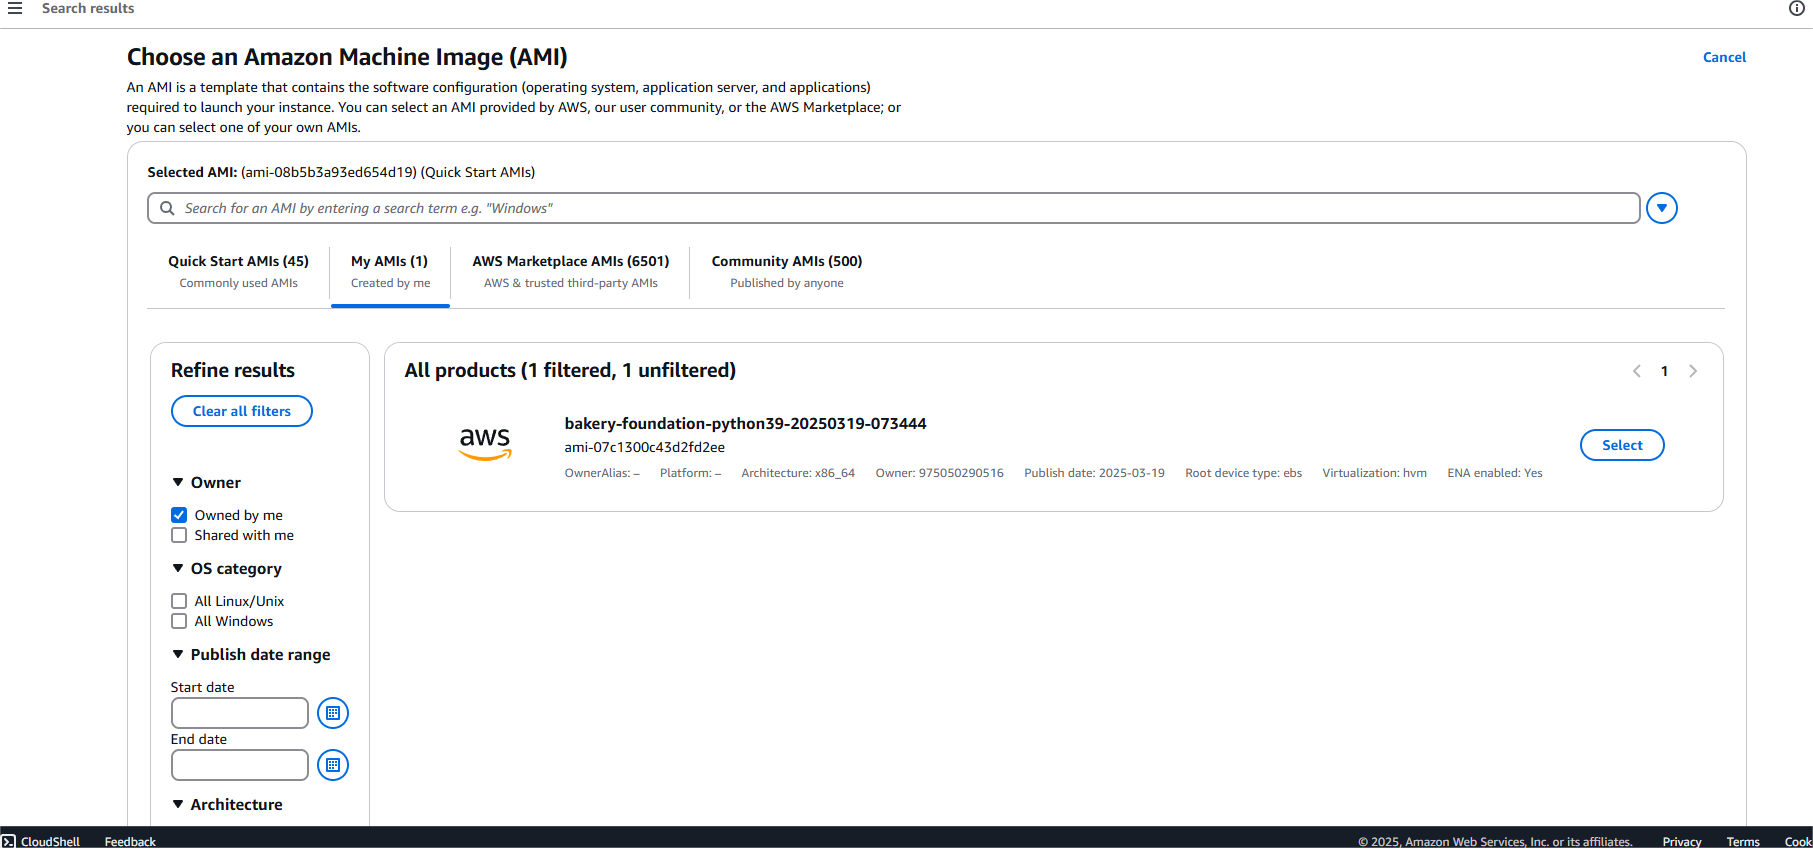 Search results
Choose an Amazon Machine Image (AMI)
Cancel
An AMI is a template that contains the software configuration (operating system, application server, and applications)
required to launch your instance. You can select an AMI provided by AWS, our user community, or the AWS Marketplace; or
you can select one of your own AMIs.
Selected AMI: (ami-08b5b3a93ed654d19) (Quick Start AMIs)
Search for an AMI by entering a search term e.g. "Windows"
Quick Start AMIs (45)
Commonly used AMIs
My AMIs (1)
Created by me
AWS Marketplace AMIs (6501)
AWS & trusted third-party AMIs
Community AMIs (500)
Published by anyone
Refine results
Clear all filters
Owner
Owned by me
Shared with me
OS category
All Linux/Unix
All Windows
Publish date range
Start date
End date
Architecture
All products (1 filtered, 1 unfiltered)
1
aws
bakery-foundation-python39-20250319-073444
ami-07c1300c43d2fd2ee
OwnerAlias: – Platform: – Architecture: x86_64 Owner: 975050290516 Publish date: 2025-03-19 Root device type: ebs Virtualization: hvm ENA enabled: Yes
Select
CloudShell Feedback
© 2025, Amazon Web Services, Inc. or its affiliates. Privacy Terms Cook